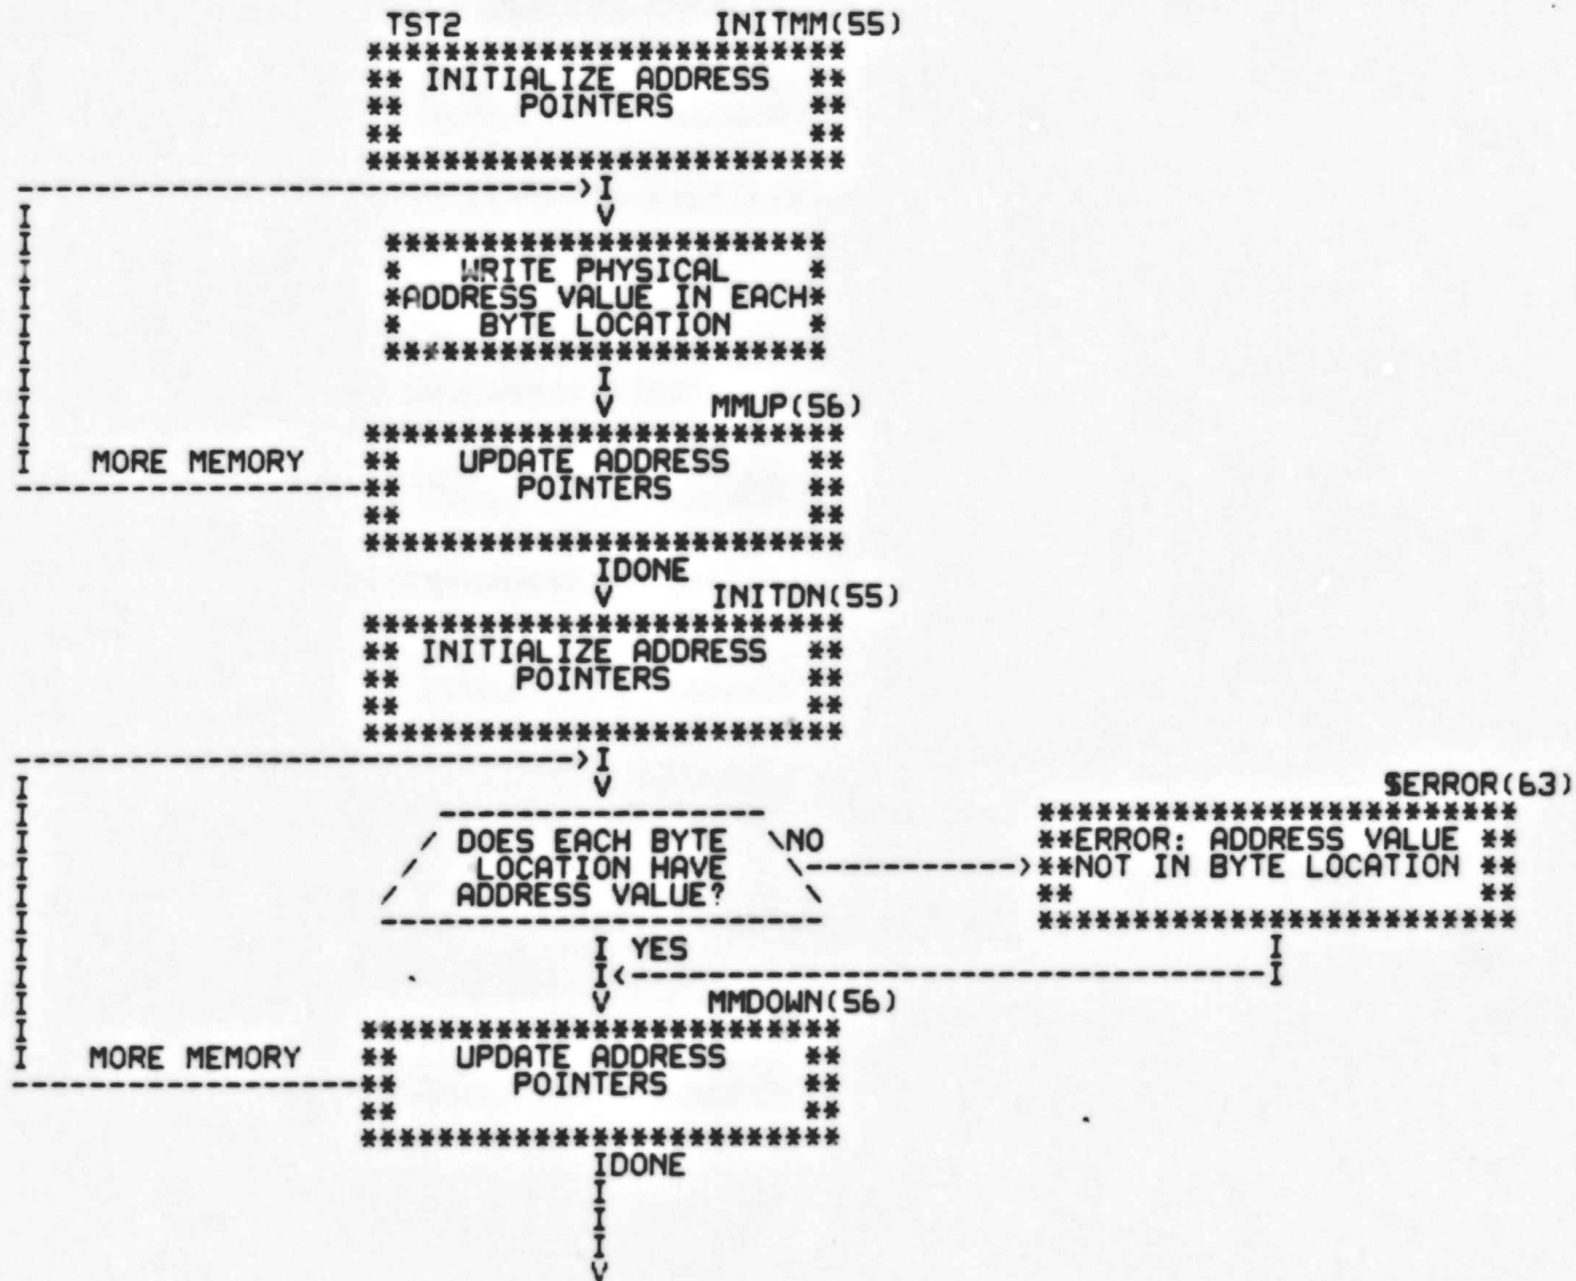 TST2 INITMM(55)
*************************
** INITIALIZE ADDRESS **
** POINTERS **
** **
*************************
----------------------------->I
I V
***********************
* WRITE PHYSICAL *
*ADDRESS VALUE IN EACH*
* BYTE LOCATION *
***********************
I
V MMUP(56)
*************************
I MORE MEMORY ** UPDATE ADDRESS **
------------------** POINTERS **
** **
*************************
IDONE
V INITDN(55)
*************************
** INITIALIZE ADDRESS **
** POINTERS **
** **
*************************
----------------------------->I
I V
$ERROR(63)
----------------- *************************
/ DOES EACH BYTE \NO **ERROR: ADDRESS VALUE **
/ LOCATION HAVE \------------>**NOT IN BYTE LOCATION **
/ ADDRESS VALUE? \ ** **
----------------------- *************************
I YES I
I<----------------------------------I
V MMDOWN(56)
*************************
I MORE MEMORY ** UPDATE ADDRESS **
------------------** POINTERS **
** **
*************************
IDONE
I
I
I
V